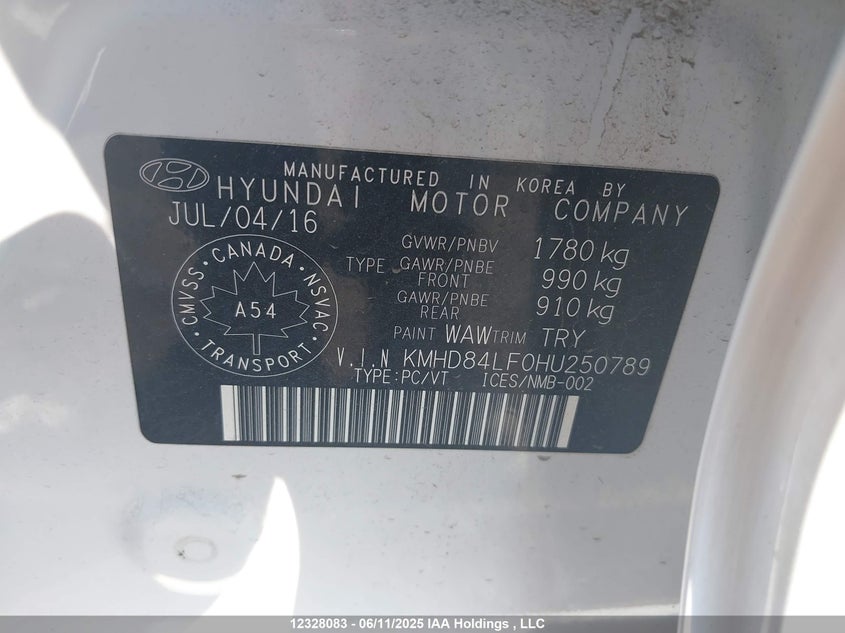 MANUFACTURED IN KOREA BY
HYUNDAI MOTOR COMPANY
JUL/04/16
GVWR/PNBV 1780 kg
TYPE GAWR/PNBE FRONT 990 kg
GAWR/PNBE REAR 910 kg
PAINT WAW TRIM TRY
CMVSS · CANADA · NSVAC
A54
TRANSPORT
V.I.N KMHD84LF0HU250789
TYPE:PC/VT ICES/NMB-002
12328083 - 06/11/2025 IAA Holdings , LLC